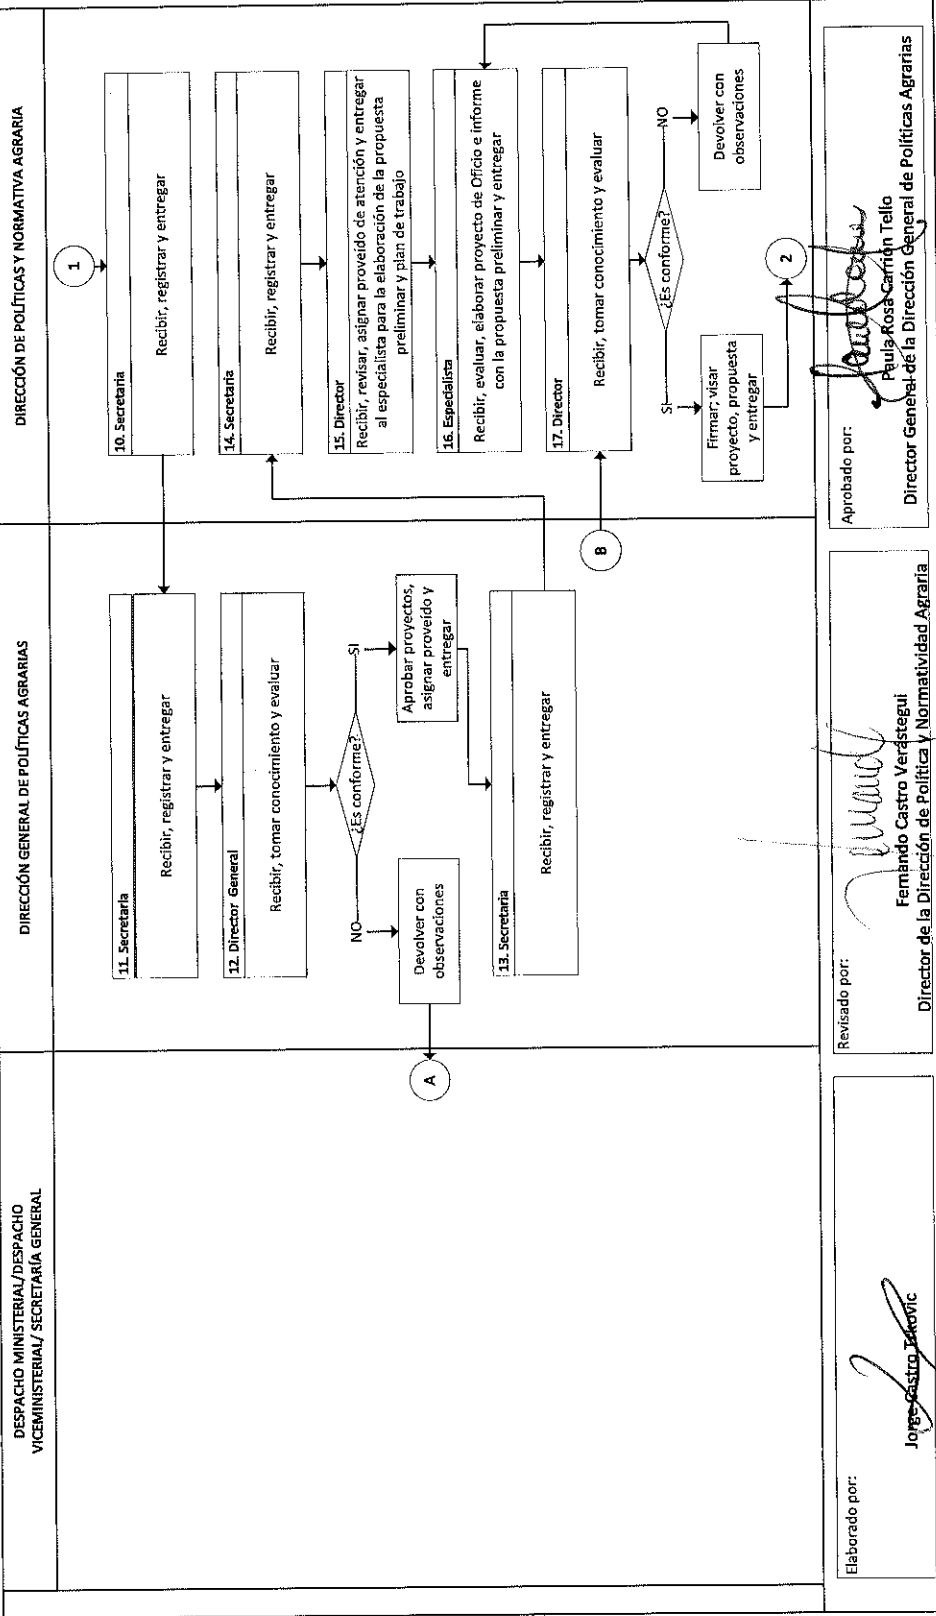 DESPACHO MINISTERIAL/DESPACHO
VICEMINISTERIAL/ SECRETARÍA GENERAL
DIRECCIÓN GENERAL DE POLÍTICAS AGRARIAS
DIRECCIÓN DE POLÍTICAS Y NORMATIVA AGRARIA
1
10. Secretaria
Recibir, registrar y entregar
11. Secretaria
Recibir, registrar y entregar
12. Director General
Recibir, tomar conocimiento y evaluar
¿Es conforme?
NO
SI
Devolver con
observaciones
A
Aprobar proyectos,
asignar proveído y
entregar
13. Secretaria
Recibir, registrar y entregar
14. Secretaria
Recibir, registrar y entregar
15. Director
Recibir, revisar, asignar proveído de atención y entregar
al especialista para la elaboración de la propuesta
preliminar y plan de trabajo
16. Especialista
Recibir, evaluar, elaborar proyecto de Oficio e informe
con la propuesta preliminar y entregar
B
17. Director
Recibir, tomar conocimiento y evaluar
¿Es conforme?
SI
NO
Firmar; visar
proyecto, propuesta
y entregar
Devolver con
observaciones
2
Elaborado por:
Jorge Castro
Revisado por:
Fernando Castro Verástegui
Director de la Dirección de Política y Normatividad Agraria
Aprobado por:
Paula Rosa Carrión Tello
Director General de la Dirección General de Políticas Agrarias